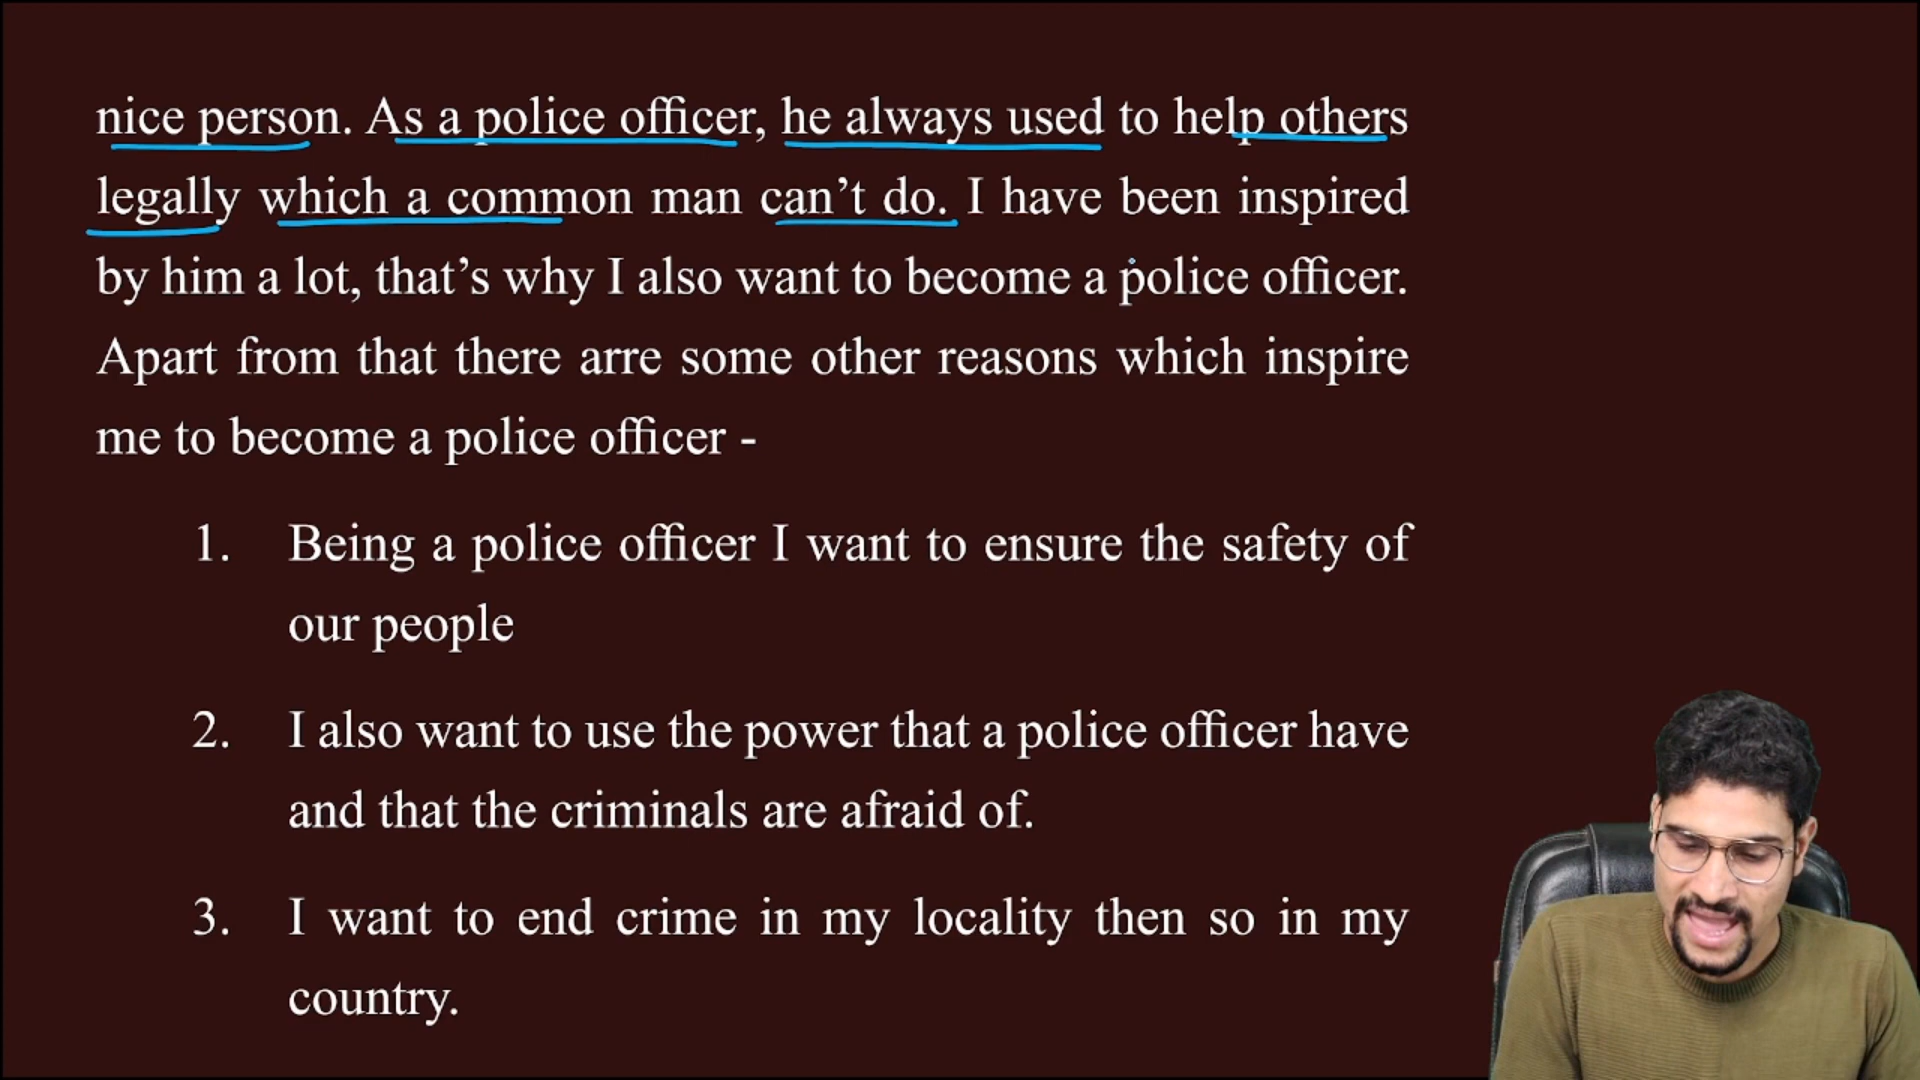 nice person. As a police officer, he always used to help others
legally which a common man can’t do. I have been inspired
by him a lot, that’s why I also want to become a police officer.
Apart from that there arre some other reasons which inspire
me to become a police officer -
1. Being a police officer I want to ensure the safety of
our people
2. I also want to use the power that a police officer have
and that the criminals are afraid of.
3. I want to end crime in my locality then so in my
country.